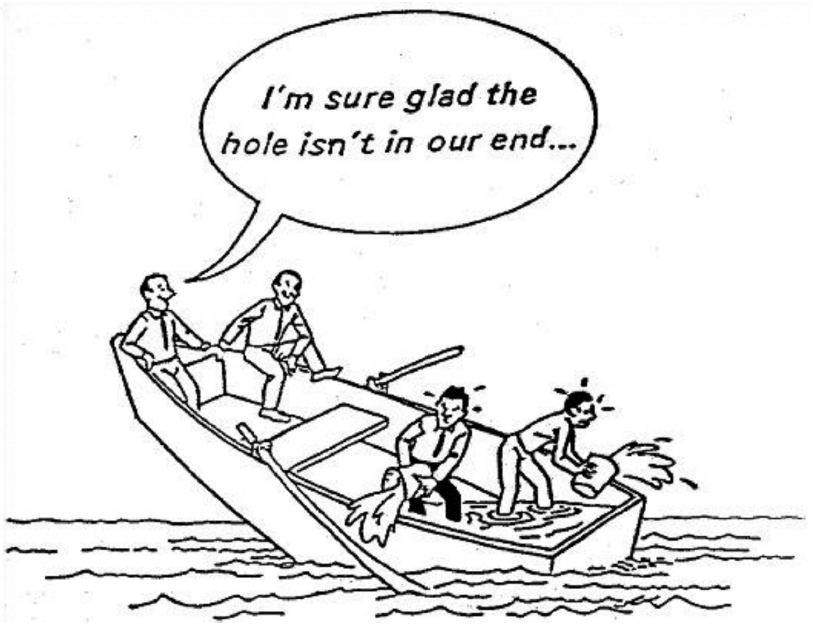 I'm sure glad the
hole isn't in our end...